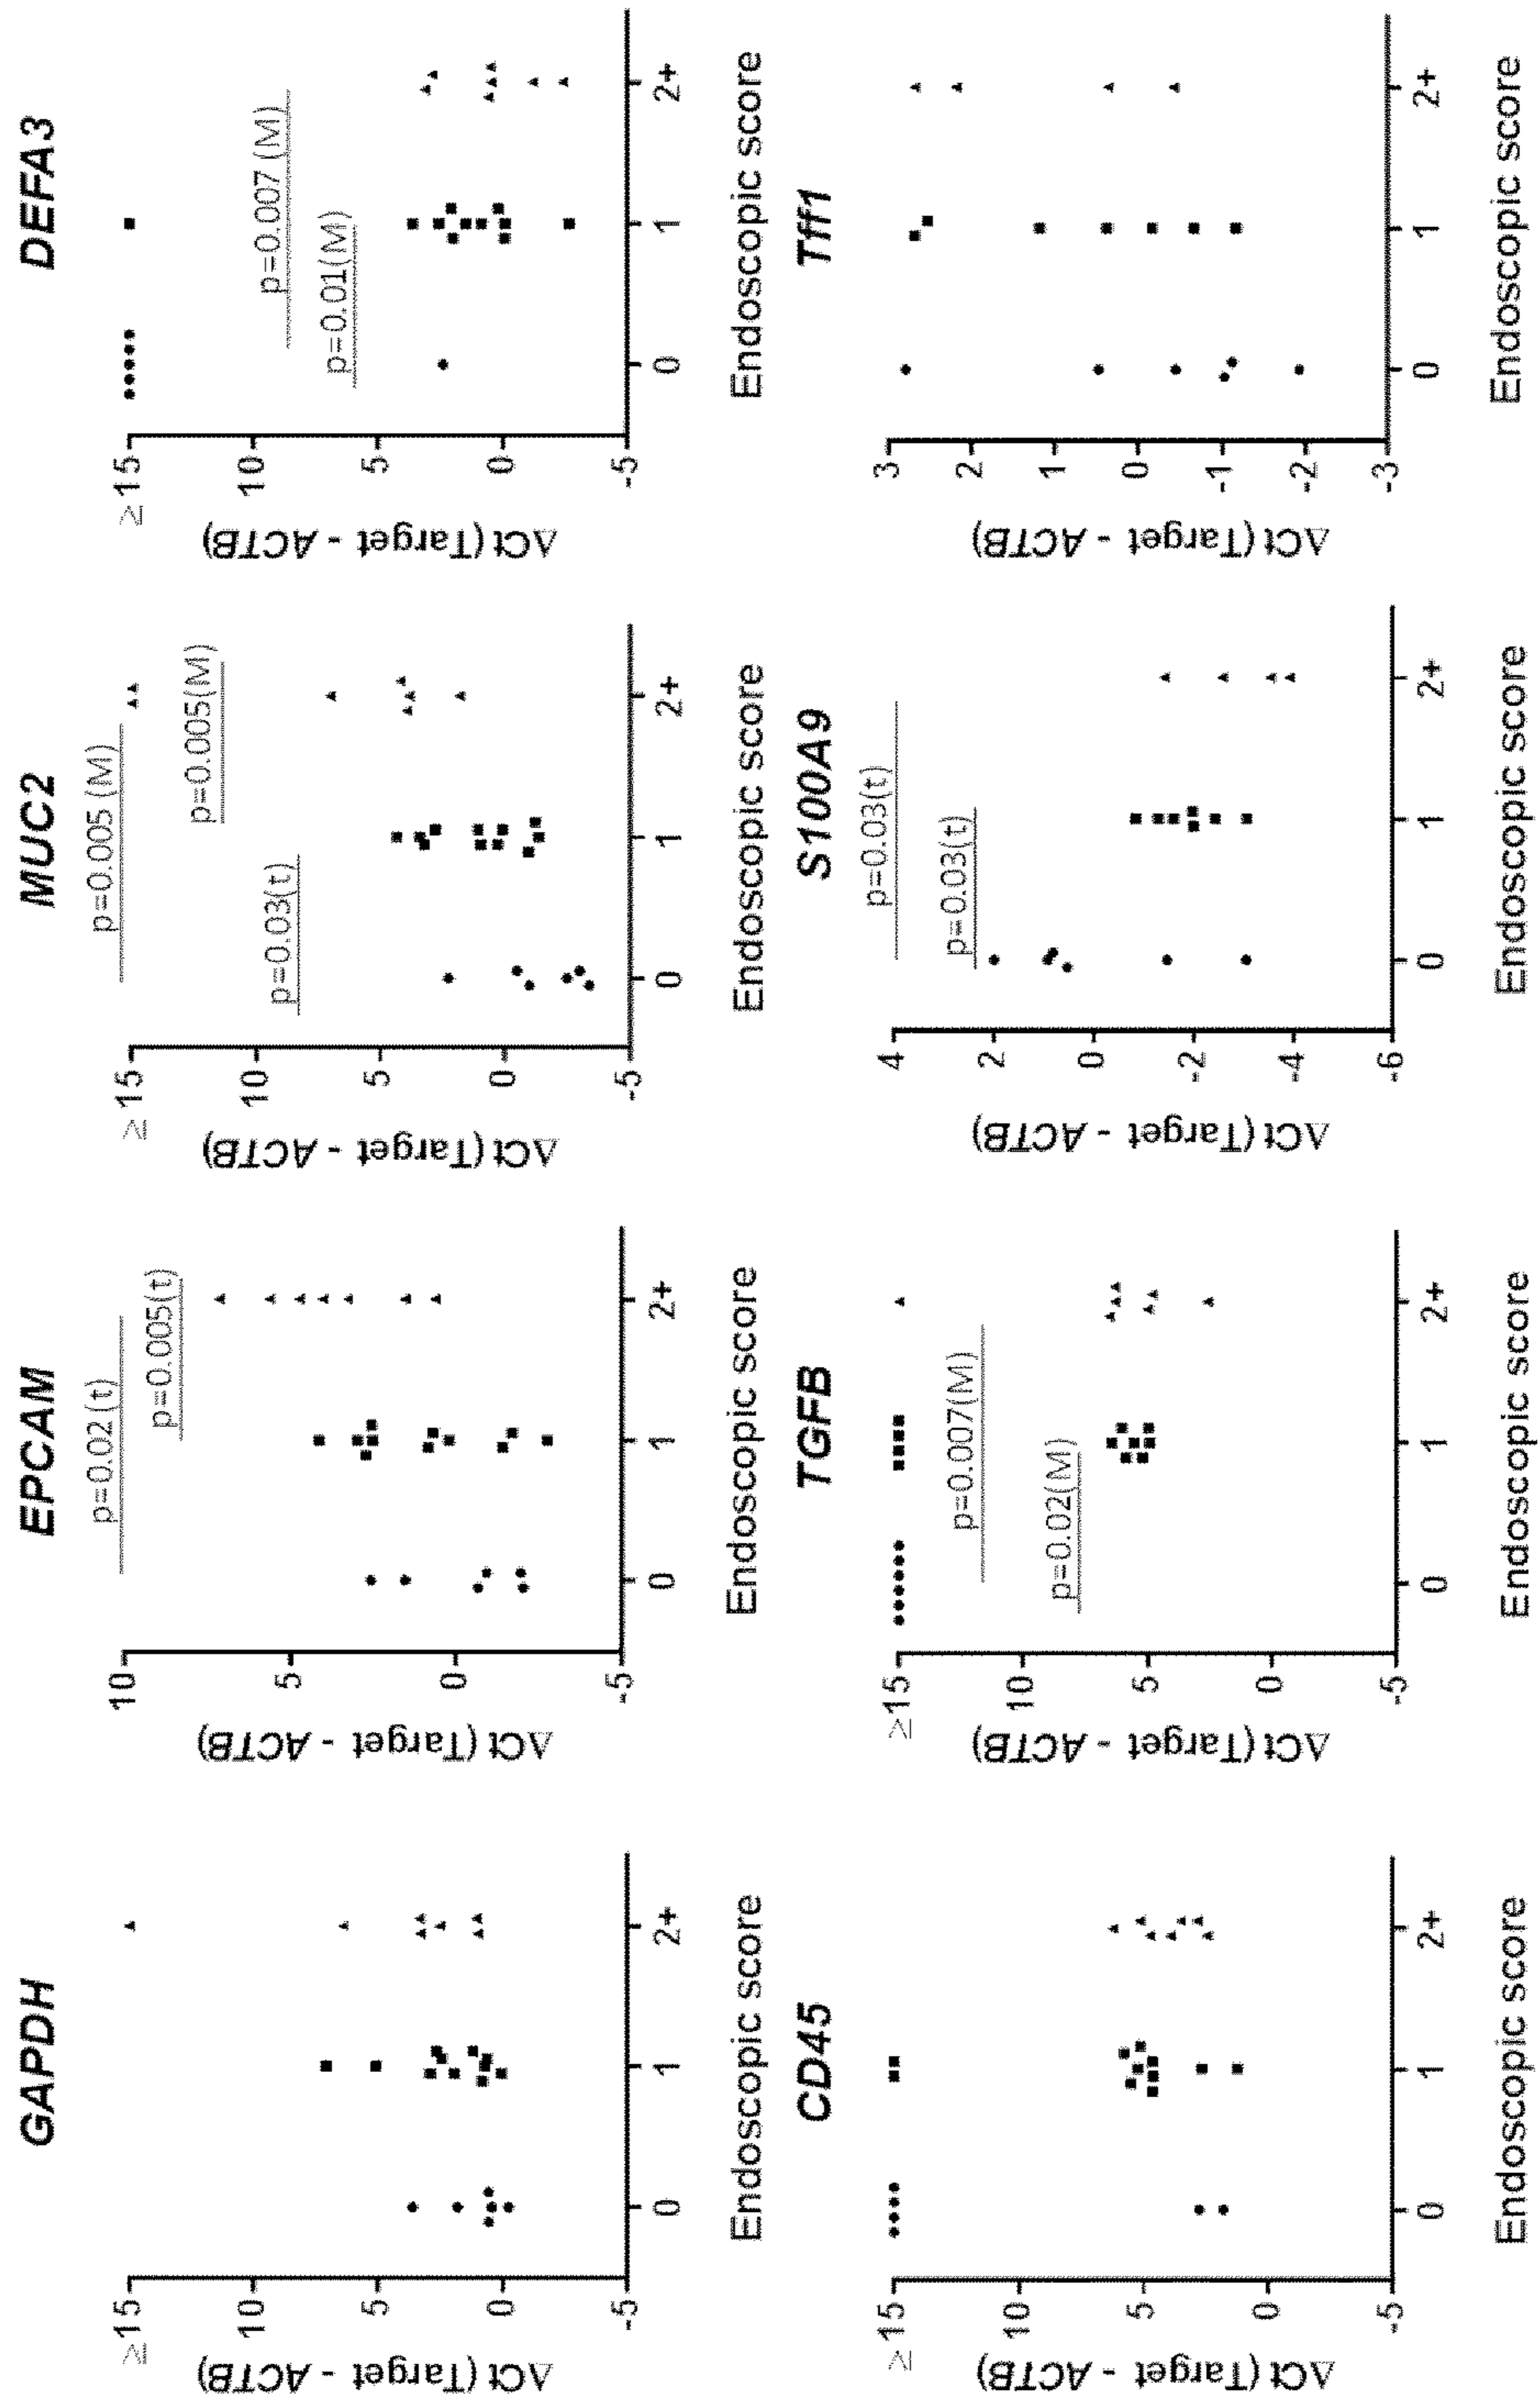 GAPDH
≥15
10
5
0
-5
ΔCt (Target - ACTB)
0
1
2+
Endoscopic score
EPCAM
p=0.02 (t)
p=0.005(t)
10
5
0
-5
ΔCt (Target - ACTB)
0
1
2+
Endoscopic score
MUC2
p=0.005 (M)
p=0.005(M)
p=0.03(t)
≥15
10
5
0
-5
ΔCt (Target - ACTB)
0
1
2+
Endoscopic score
DEFA3
p=0.007 (M)
p=0.01(M)
≥15
10
5
0
-5
ΔCt (Target - ACTB)
0
1
2+
Endoscopic score
CD45
≥15
10
5
0
-5
ΔCt (Target - ACTB)
0
1
2+
Endoscopic score
TGFB
p=0.007(M)
p=0.02(M)
≥15
10
5
0
-5
ΔCt (Target - ACTB)
0
1
2+
Endoscopic score
S100A9
p=0.03(t)
p=0.03(t)
4
2
0
-2
-4
-6
ΔCt (Target - ACTB)
0
1
2+
Endoscopic score
Tff1
3
2
1
0
-1
-2
-3
ΔCt (Target - ACTB)
0
1
2+
Endoscopic score